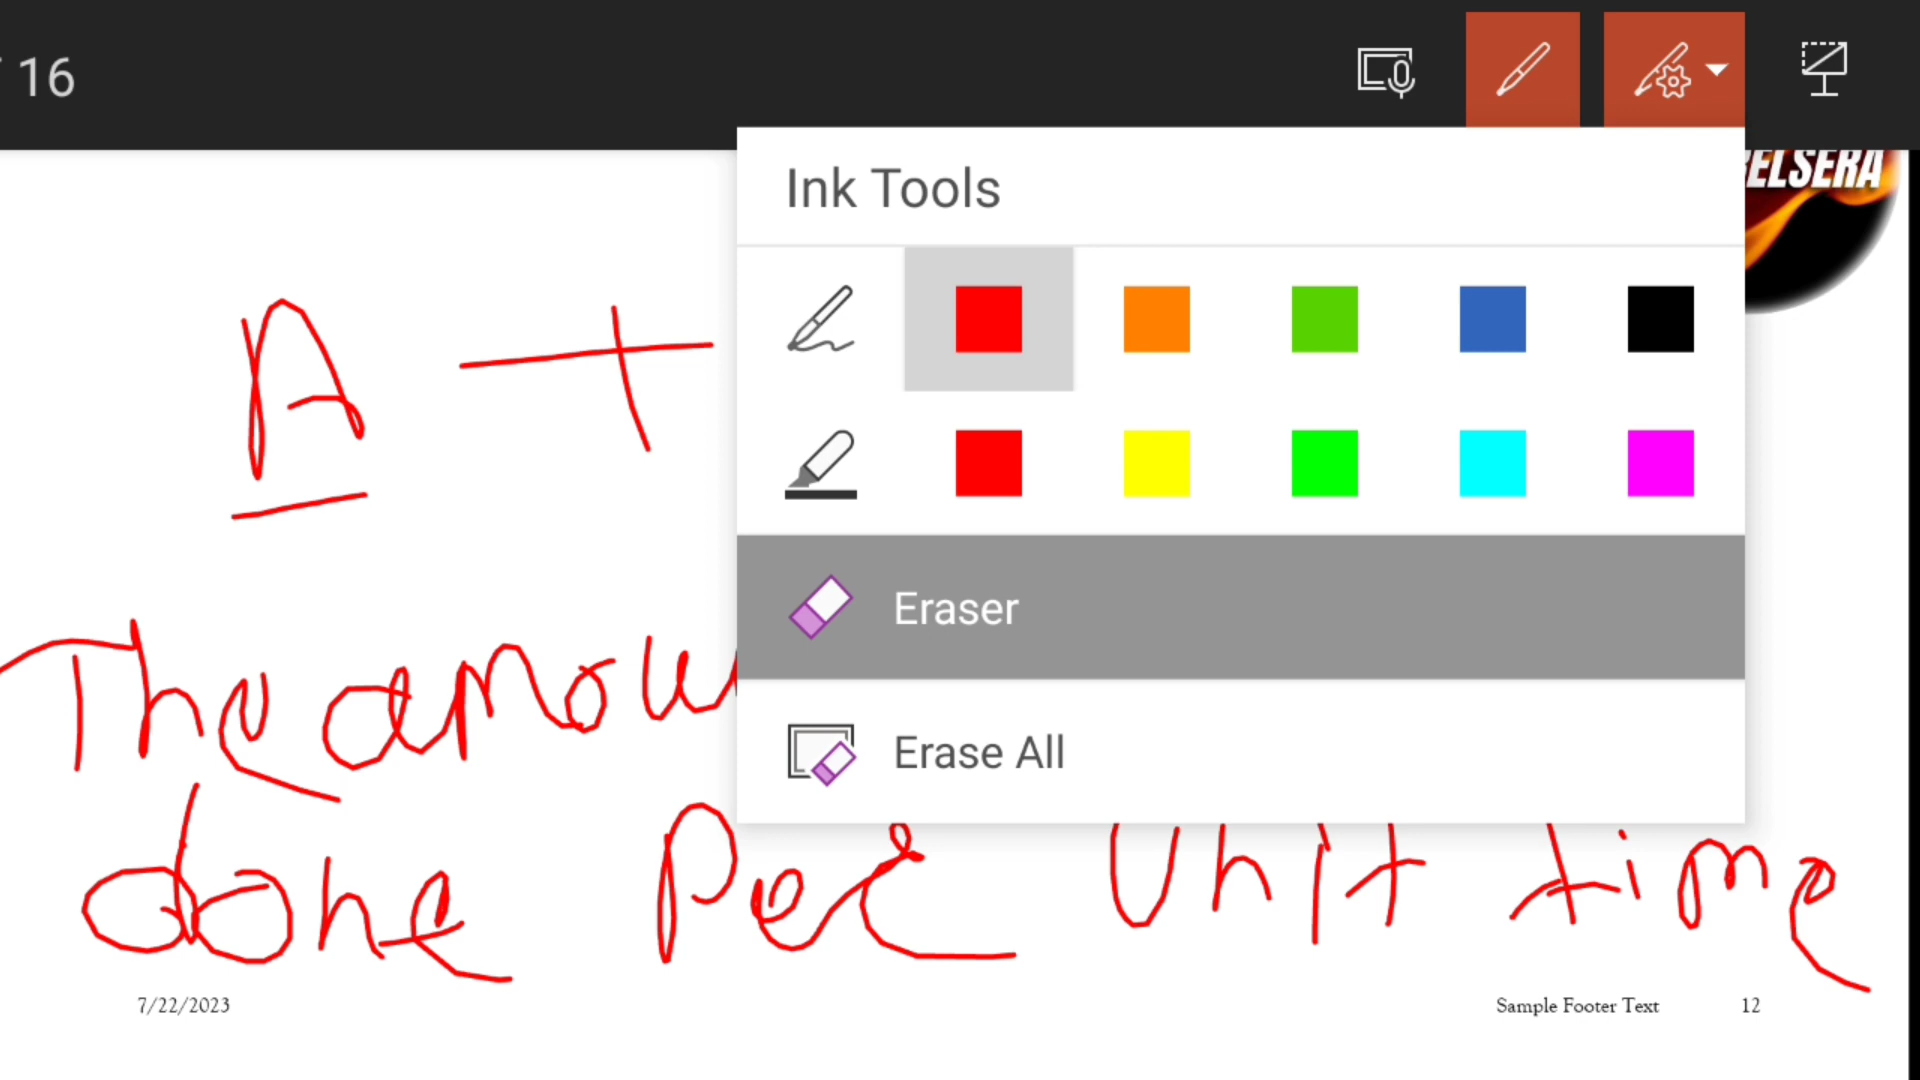 16
Ink Tools
ELSERA
A +
Eraser
The amou
Erase All
done Per Unit time
7/22/2023 Sample Footer Text 12